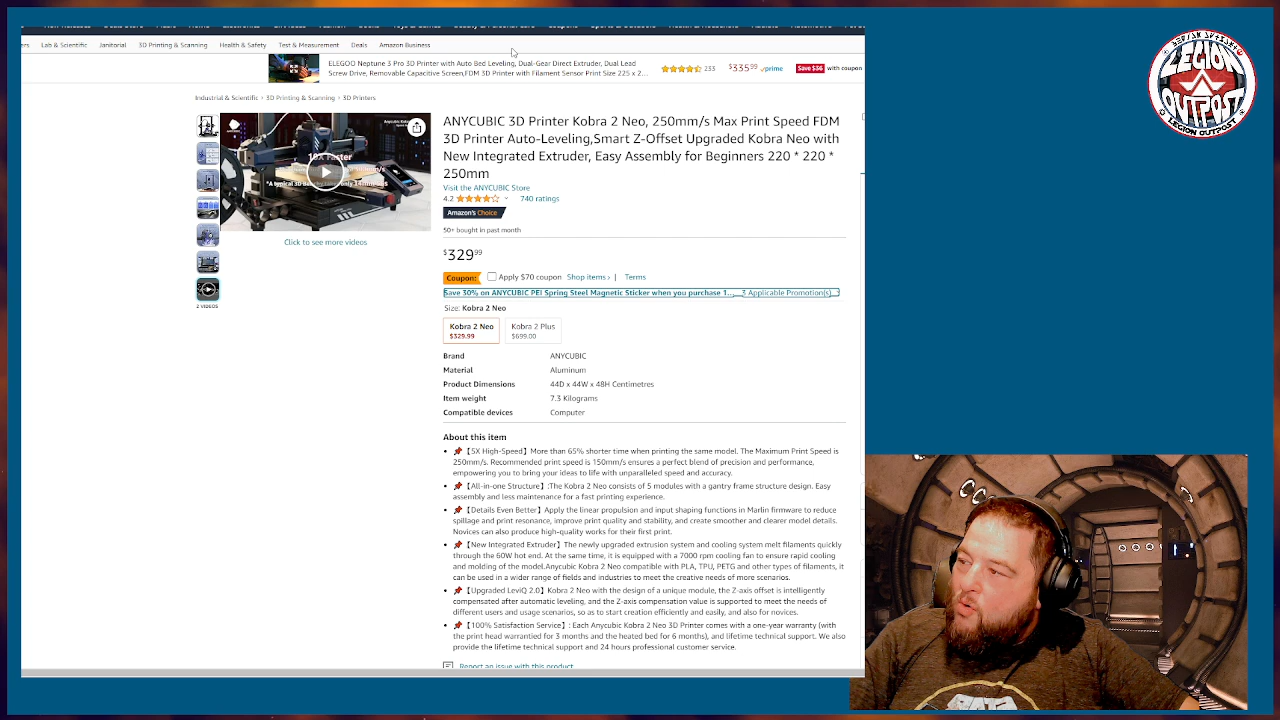 Lab & Scientific Janitorial 3D Printing & Scanning Health & Safety Test & Measurement Deals Amazon Business
ELEGOO Neptune 3 Pro 3D Printer with Auto Bed Leveling, Dual-Gear Direct Extruder, Dual Lead
Screw Drive, Removable Capacitive Screen,FDM 3D Printer with Filament Sensor Print Size 225 x 2...
233 $335⁹⁹ prime Save $36 with coupon
Industrial & Scientific › 3D Printing & Scanning › 3D Printers
ANYCUBIC
Anycubic Kobra 2
10X Faster
2 VIDEOS
Click to see more videos
ANYCUBIC 3D Printer Kobra 2 Neo, 250mm/s Max Print Speed FDM
3D Printer Auto-Leveling,Smart Z-Offset Upgraded Kobra Neo with
New Integrated Extruder, Easy Assembly for Beginners 220 * 220 *
250mm
Visit the ANYCUBIC Store
4.2 740 ratings
Amazon's Choice
50+ bought in past month
$329⁹⁹
Coupon: Apply $70 coupon Shop items › | Terms
Save 30% on ANYCUBIC PEI Spring Steel Magnetic Sticker when you purchase 1... 3 Applicable Promotion(s)
Size: Kobra 2 Neo
Kobra 2 Neo
$329.99
Kobra 2 Plus
$699.00
Brand ANYCUBIC
Material Aluminum
Product Dimensions 44D x 44W x 48H Centimetres
Item weight 7.3 Kilograms
Compatible devices Computer
About this item
• 📌【5X High-Speed】More than 65% shorter time when printing the same model. The Maximum Print Speed is
250mm/s. Recommended print speed is 150mm/s ensures a perfect blend of precision and performance,
empowering you to bring your ideas to life with unparalleled speed and accuracy.
• 📌【All-in-one Structure】:The Kobra 2 Neo consists of 5 modules with a gantry frame structure design. Easy
assembly and less maintenance for a fast printing experience.
• 📌【Details Even Better】Apply the linear propulsion and input shaping functions in Marlin firmware to reduce
spillage and print resonance, improve print quality and stability, and create smoother and clearer model details.
Novices can also produce high-quality works for their first print.
• 📌【New Integrated Extruder】The newly upgraded extrusion system and cooling system melt filaments quickly
through the 60W hot end. At the same time, it is equipped with a 7000 rpm cooling fan to ensure rapid cooling
and molding of the model.Anycubic Kobra 2 Neo compatible with PLA, TPU, PETG and other types of filaments, it
can be used in a wider range of fields and industries to meet the creative needs of more scenarios.
• 📌【Upgraded LeviQ 2.0】Kobra 2 Neo with the design of a unique module, the Z-axis offset is intelligently
compensated after automatic leveling, and the Z-axis compensation value is supported to meet the needs of
different users and usage scenarios, so as to start creation efficiently and easily, and also for novices.
• 📌【100% Satisfaction Service】: Each Anycubic Kobra 2 Neo 3D Printer comes with a one-year warranty (with
the print head warrantied for 3 months and the heated bed for 6 months), and lifetime technical support. We also
provide the lifetime technical support and 24 hours professional customer service.
Report an issue with this product
LEGION
OUTPOST
LEGION OUTPOST